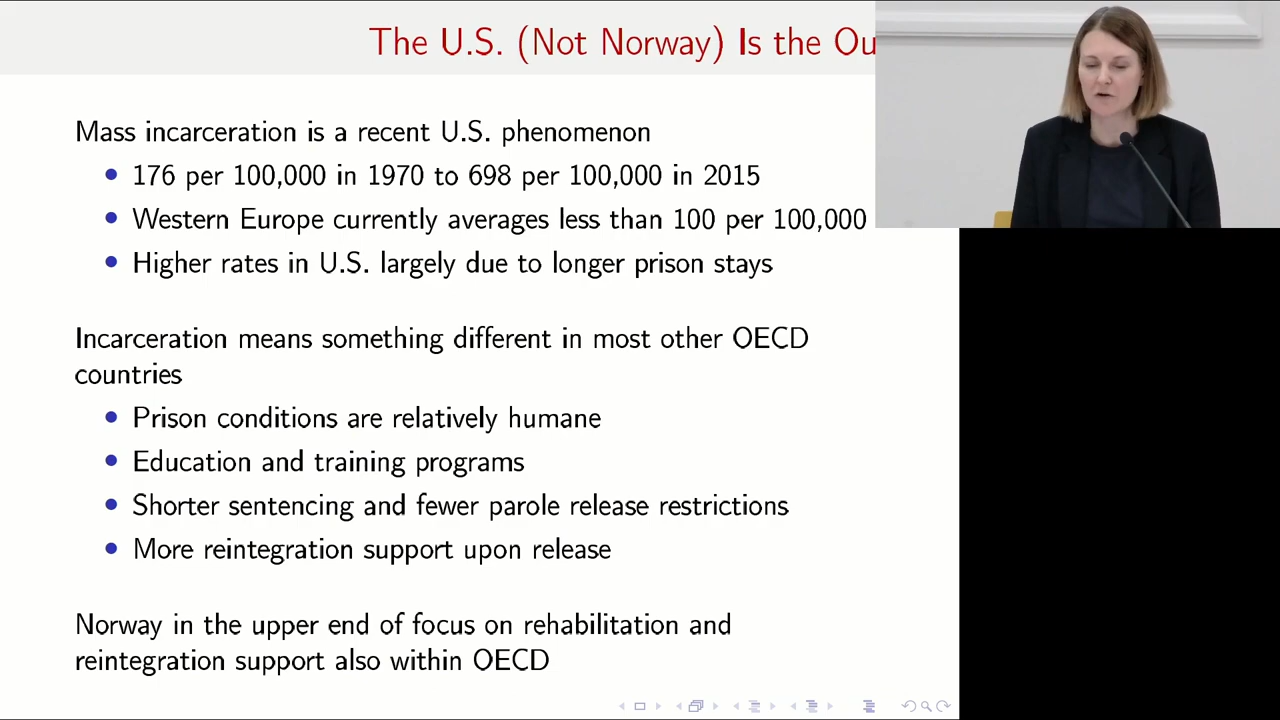 The U.S. (Not Norway) Is the Ou
Mass incarceration is a recent U.S. phenomenon
176 per 100,000 in 1970 to 698 per 100,000 in 2015
Western Europe currently averages less than 100 per 100,000
Higher rates in U.S. largely due to longer prison stays
Incarceration means something different in most other OECD
countries
Prison conditions are relatively humane
Education and training programs
Shorter sentencing and fewer parole release restrictions
More reintegration support upon release
Norway in the upper end of focus on rehabilitation and
reintegration support also within OECD